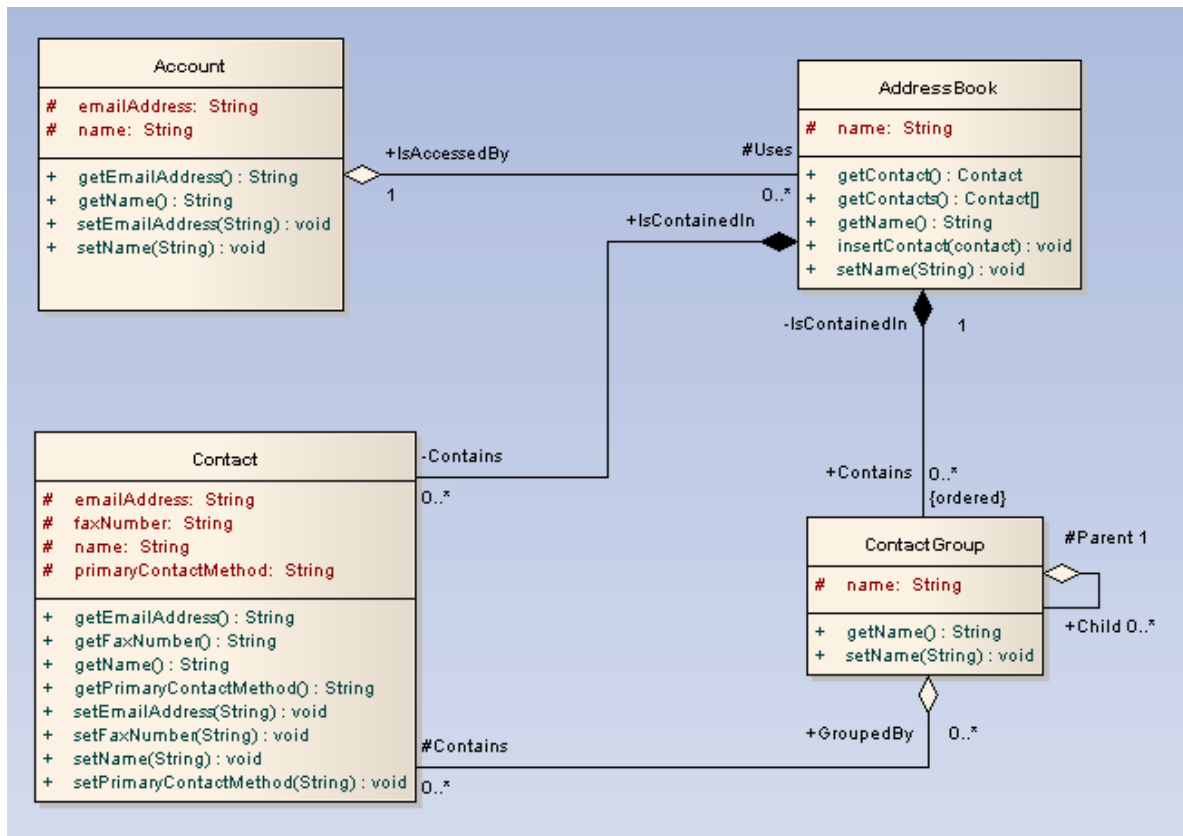 Account
# emailAddress: String
# name: String
+ getEmailAddress() : String
+ getName() : String
+ setEmailAddress(String) : void
+ setName(String) : void
+IsAccessedBy
1
#Uses
0..*
AddressBook
# name: String
+ getContact() : Contact
+ getContacts() : Contact[]
+ getName() : String
+ insertContact(contact) : void
+ setName(String) : void
+IsContainedIn
-IsContainedIn
1
Contact
# emailAddress: String
# faxNumber: String
# name: String
# primaryContactMethod: String
+ getEmailAddress() : String
+ getFaxNumber() : String
+ getName() : String
+ getPrimaryContactMethod() : String
+ setEmailAddress(String) : void
+ setFaxNumber(String) : void
+ setName(String) : void
+ setPrimaryContactMethod(String) : void
-Contains
0..*
+Contains
0..*
{ordered}
ContactGroup
# name: String
+ getName() : String
+ setName(String) : void
#Parent 1
+Child 0..*
+GroupedBy
0..*
#Contains
0..*